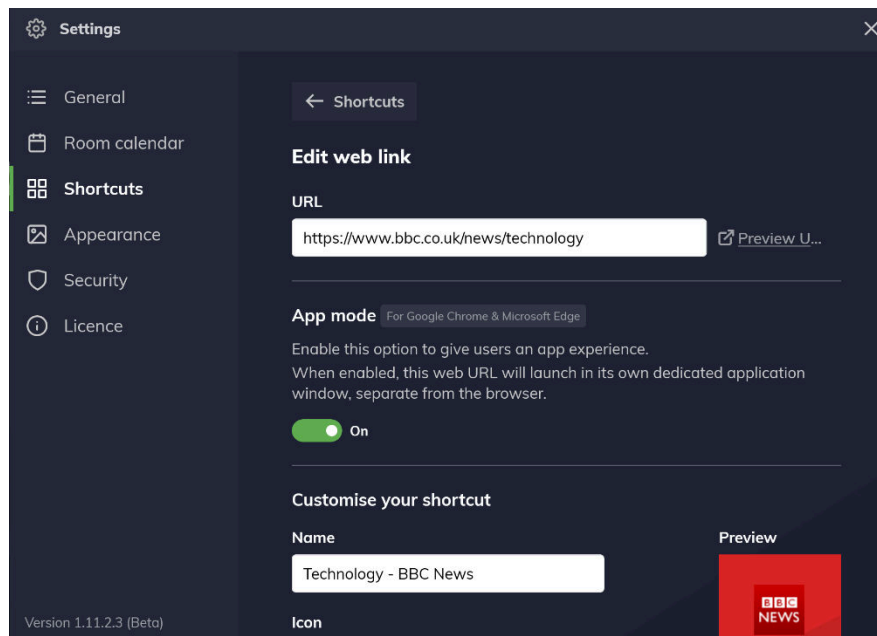 Settings
General
Room calendar
Shortcuts
Appearance
Security
Licence
Version 1.11.2.3 (Beta)
Shortcuts
Edit web link
URL
https://www.bbc.co.uk/news/technology
Preview U...
App mode For Google Chrome & Microsoft Edge
Enable this option to give users an app experience.
When enabled, this web URL will launch in its own dedicated application
window, separate from the browser.
On
Customise your shortcut
Name
Technology - BBC News
Icon
Preview
BBC
NEWS